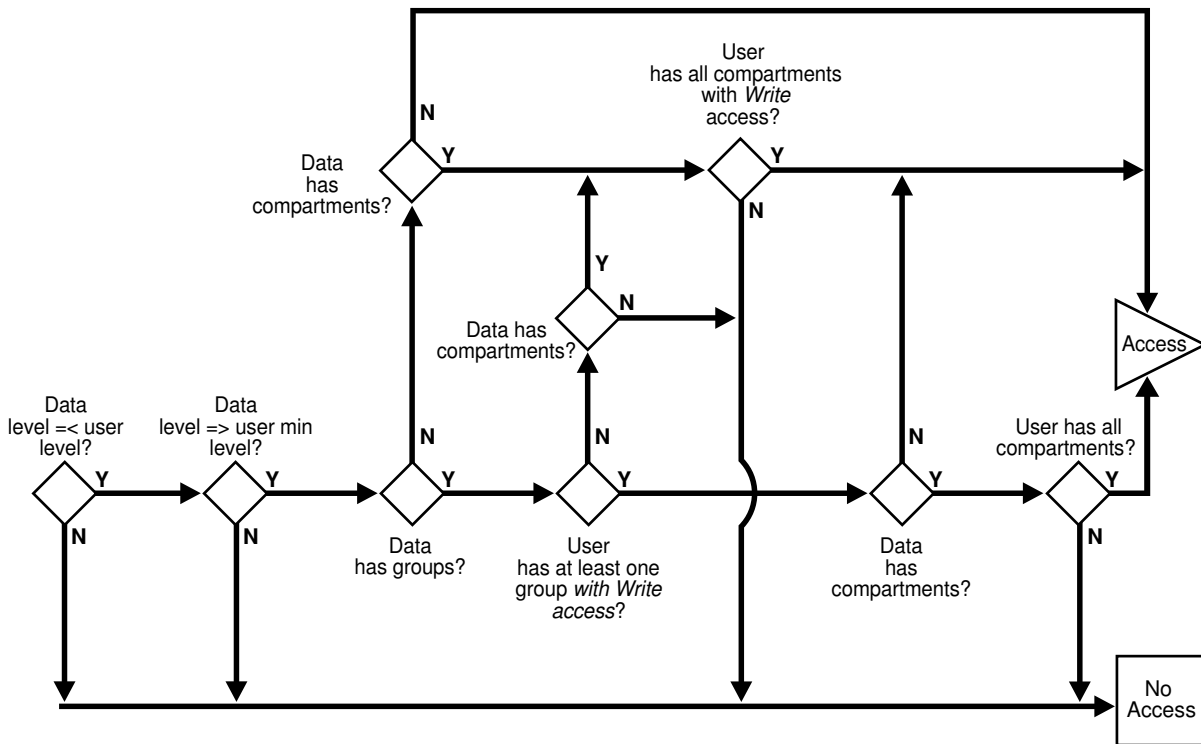 User
has all compartments
with Write
access?
N
Y
Y
Data
has
compartments?
N
Y
N
Data has
compartments?
Access
Data
level =< user
level?
Data
level => user min
level?
User has all
compartments?
N
N
N
Y
Y
Y
Y
Y
Y
N
N
N
Data
has groups?
User
has at least one
group with Write
access?
Data
has
compartments?
No
Access